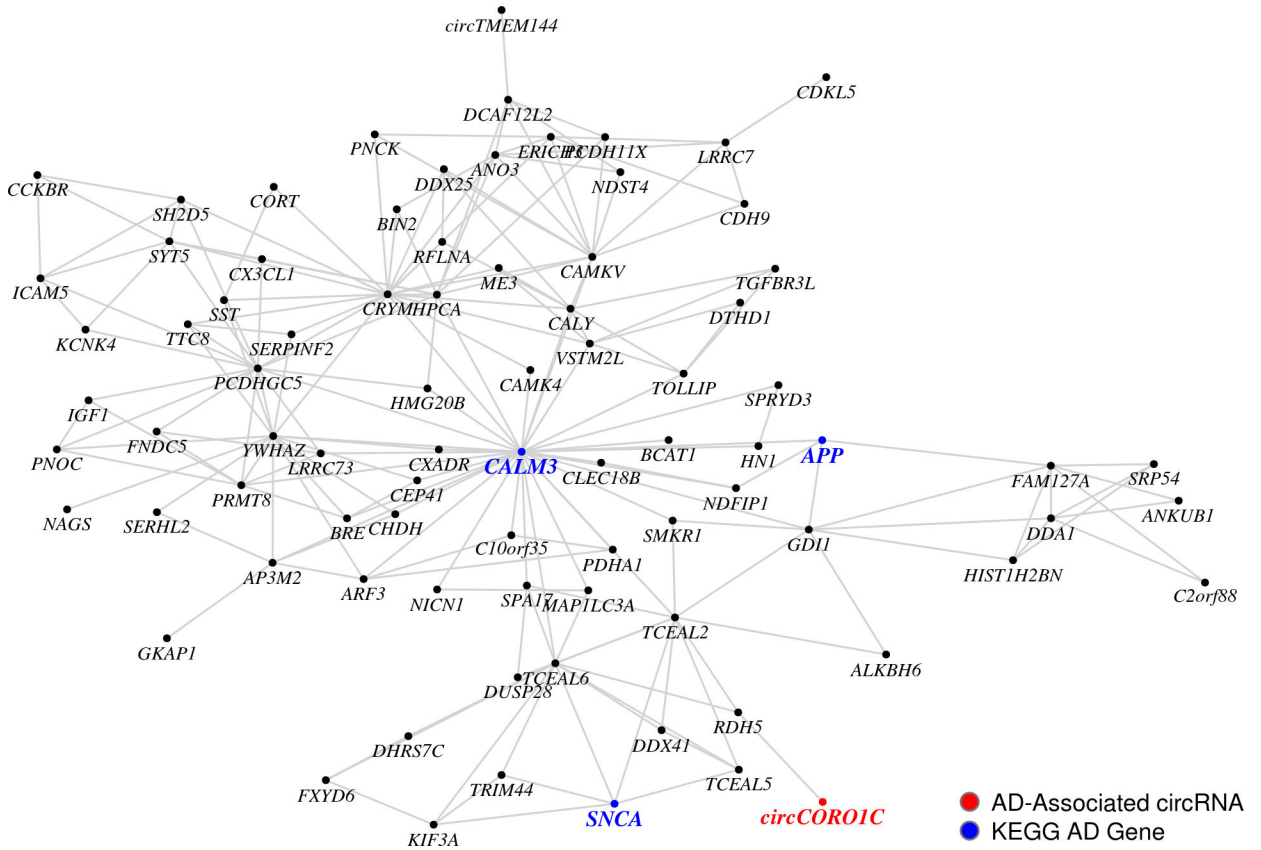 circTMEM144
CDKL5
DCAF12L2
PNCK
ERICH3
PCDH11X
LRRC7
ANO3
DDX25
NDST4
CCKBR
CORT
SH2D5
BIN2
CDH9
SYT5
RFLNA
CX3CL1
CAMKV
ME3
TGFBR3L
ICAM5
SST
CRYM
HPCA
DTHD1
CALY
KCNK4
TTC8
SERPINF2
VSTM2L
PCDHGC5
CAMK4
TOLLIP
HMG20B
SPRYD3
IGF1
FNDC5
YWHAZ
BCAT1
HN1
APP
PNOC
LRRC73
CXADR
CALM3
CLEC18B
FAM127A
SRP54
PRMT8
CEP41
NDFIP1
NAGS
SERHL2
BRE
CHDH
SMKR1
GDI1
DDA1
ANKUB1
C10orf35
PDHA1
HIST1H2BN
AP3M2
ARF3
NICN1
SPA17
MAP1LC3A
C2orf88
TCEAL2
GKAP1
ALKBH6
TCEAL6
DUSP28
RDH5
DHRS7C
DDX41
TCEAL5
FXYD6
TRIM44
SNCA
circCORO1C
KIF3A
AD-Associated circRNA
KEGG AD Gene